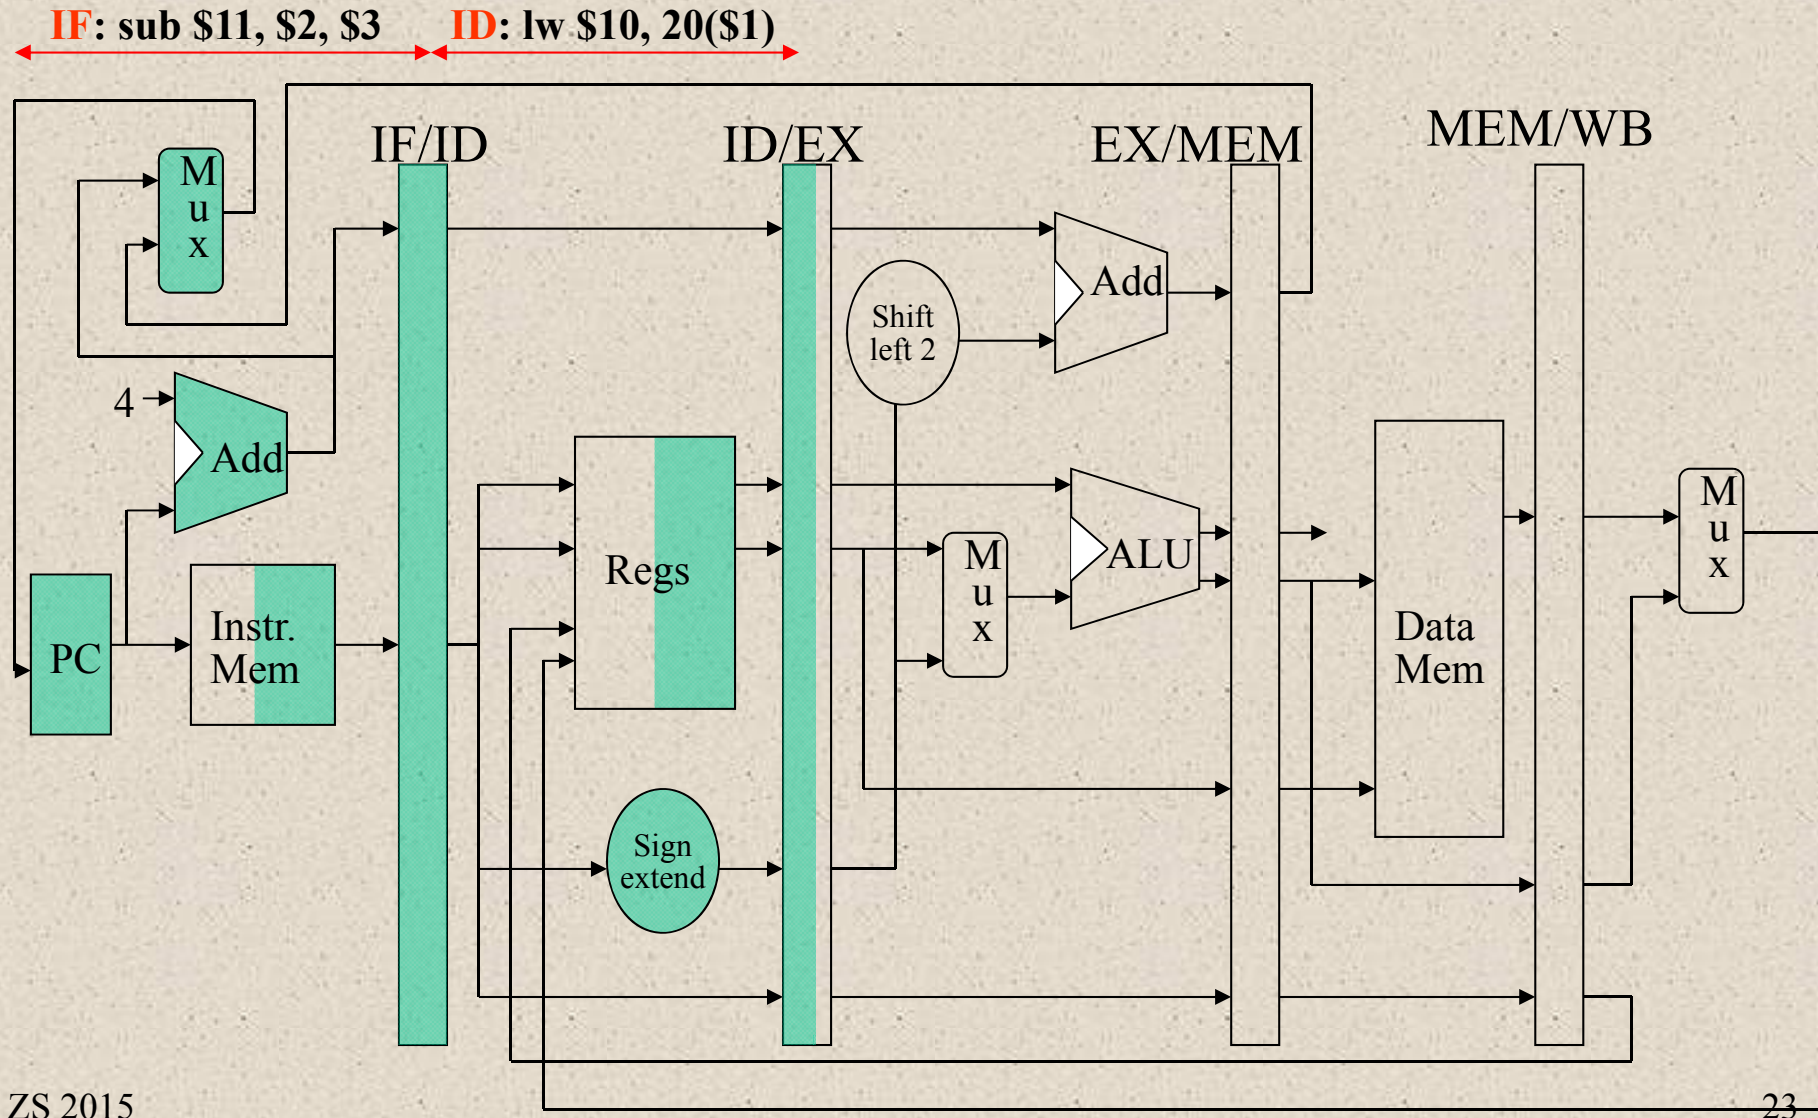 IF: sub $11, $2, $3
ID: lw $10, 20($1)
IF/ID
ID/EX
EX/MEM
MEM/WB
M
u
x
4
Add
PC
Instr.
Mem
Regs
Sign
extend
Shift
left 2
Add
M
u
x
ALU
Data
Mem
M
u
x
ZS 2015
23